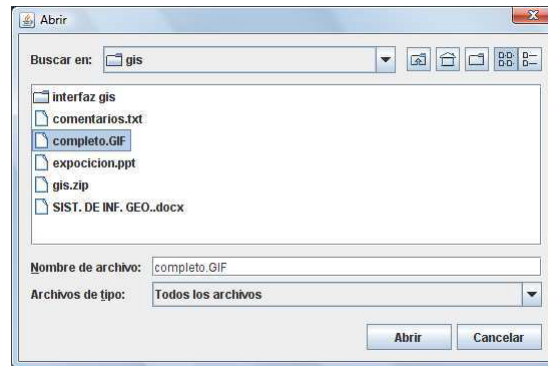 Abrir
Buscar en: gis
interfaz gis
comentarios.txt
completo.GIF
expocicion.ppt
gis.zip
SIST. DE INF. GEO..docx
Nombre de archivo: completo.GIF
Archivos de tipo: Todos los archivos
Abrir Cancelar